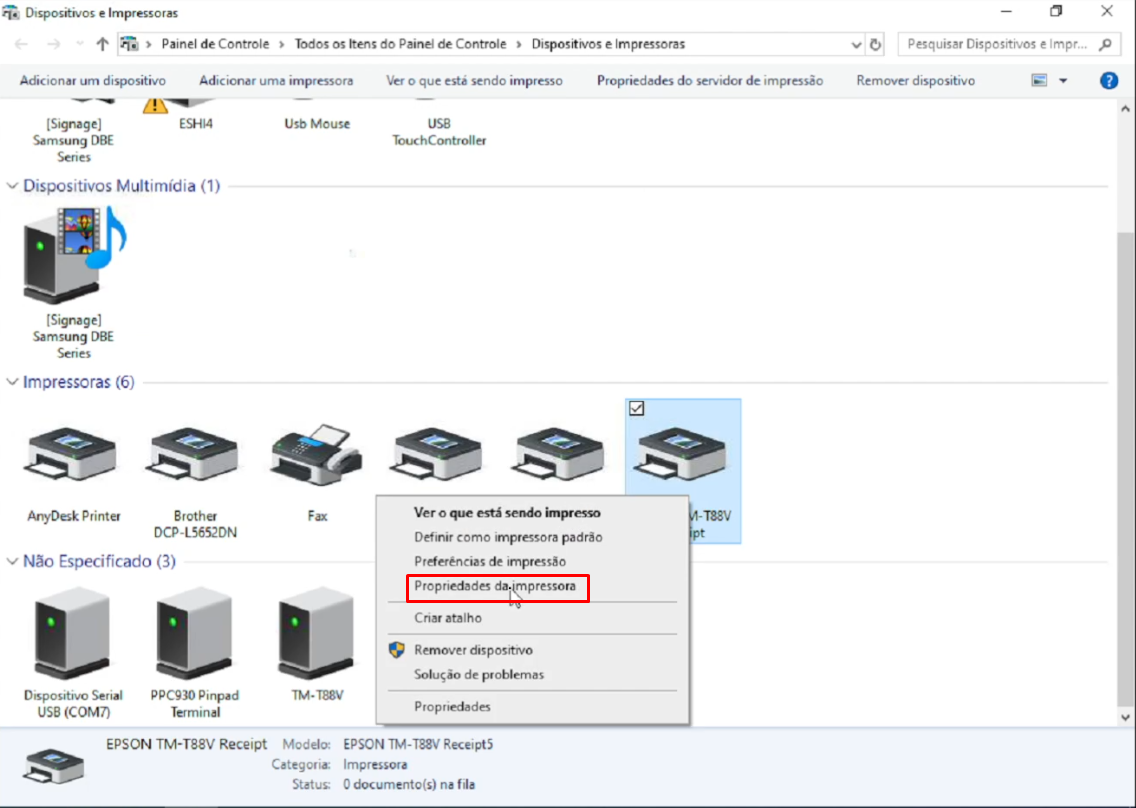 Dispositivos e Impressoras
Painel de Controle > Todos os Itens do Painel de Controle > Dispositivos e Impressoras
Pesquisar Dispositivos e Impr...
Adicionar um dispositivo
Adicionar uma impressora
Ver o que está sendo impresso
Propriedades do servidor de impressão
Remover dispositivo
[Signage]
Samsung DBE
Series
ESHI4
Usb Mouse
USB
TouchController
Dispositivos Multimídia (1)
[Signage]
Samsung DBE
Series
Impressoras (6)
AnyDesk Printer
Brother
DCP-L5652DN
Fax
M-T88V
ipt
Ver o que está sendo impresso
Definir como impressora padrão
Preferências de impressão
Propriedades da impressora
Criar atalho
Remover dispositivo
Solução de problemas
Propriedades
Não Especificado (3)
Dispositivo Serial
USB (COM7)
PPC930 Pinpad
Terminal
TM-T88V
EPSON TM-T88V Receipt
Modelo: EPSON TM-T88V Receipt5
Categoria: Impressora
Status: 0 documento(s) na fila